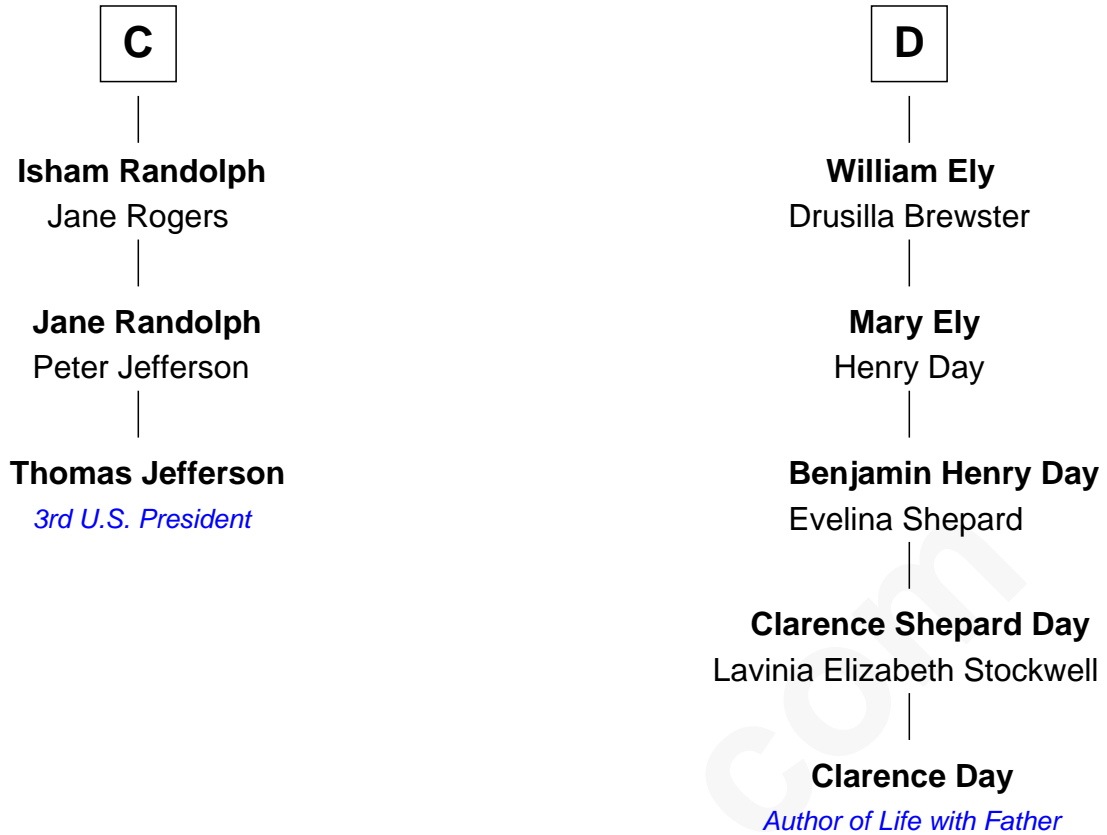 C
Isham Randolph
Jane Rogers
Jane Randolph
Peter Jefferson
Thomas Jefferson
3rd U.S. President
D
William Ely
Drusilla Brewster
Mary Ely
Henry Day
Benjamin Henry Day
Evelina Shepard
Clarence Shepard Day
Lavinia Elizabeth Stockwell
Clarence Day
Author of Life with Father
com